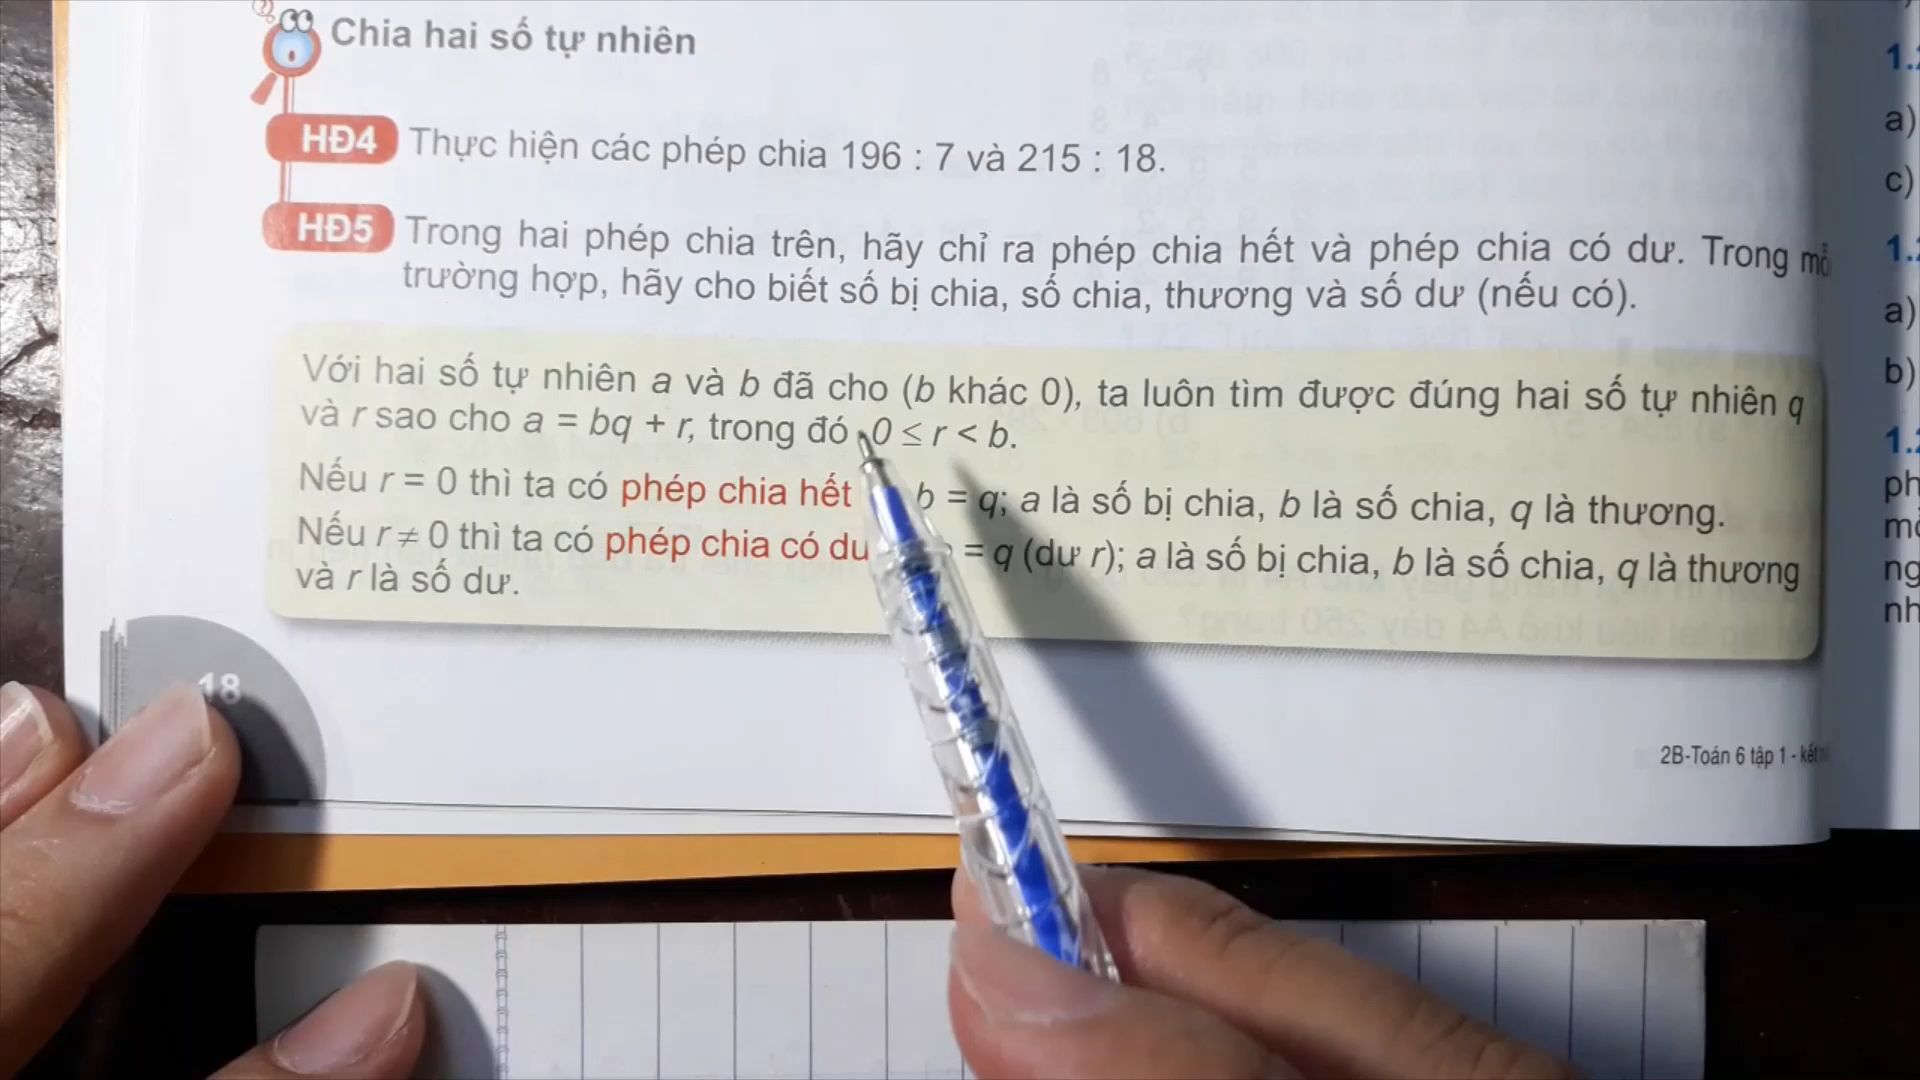 Chia hai số tự nhiên
HĐ4 Thực hiện các phép chia 196 : 7 và 215 : 18.
HĐ5 Trong hai phép chia trên, hãy chỉ ra phép chia hết và phép chia có dư. Trong
trường hợp, hãy cho biết số bị chia, số chia, thương và số dư (nếu có).
Với hai số tự nhiên a và b đã cho (b khác 0), ta luôn tìm được đúng hai số tự nhiên q
và r sao cho a = bq + r, trong đó 0 ≤ r < b.
Nếu r = 0 thì ta có phép chia hết b = q; a là số bị chia, b là số chia, q là thương.
Nếu r ≠ 0 thì ta có phép chia có = q (dư r); a là số bị chia, b là số chia, q là thương
và r là số dư.
18
2B-Toán 6 tập 1 -
a)
c)
a)
b)